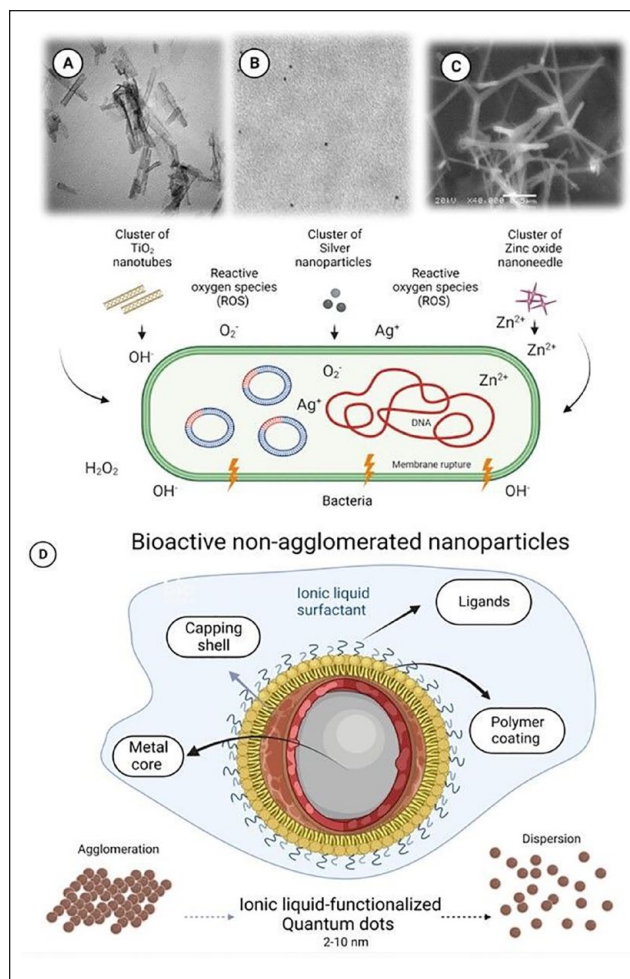 A
B
C
20kV X40,000 0.5μm
Cluster of
TiO₂
nanotubes
Reactive
oxygen species
(ROS)
Cluster of
Silver
nanoparticles
Reactive
oxygen species
(ROS)
Cluster of
Zinc oxide
nanoneedle
O₂⁻
Ag⁺
Zn²⁺
Zn²⁺
OH⁻
O₂⁻
Ag⁺
Zn²⁺
DNA
H₂O₂
Membrane rupture
OH⁻
OH⁻
Bacteria
D
Bioactive non-agglomerated nanoparticles
Ionic liquid
surfactant
Ligands
Capping
shell
Polymer
coating
Metal
core
Agglomeration
Dispersion
Ionic liquid-functionalized
Quantum dots
2-10 nm